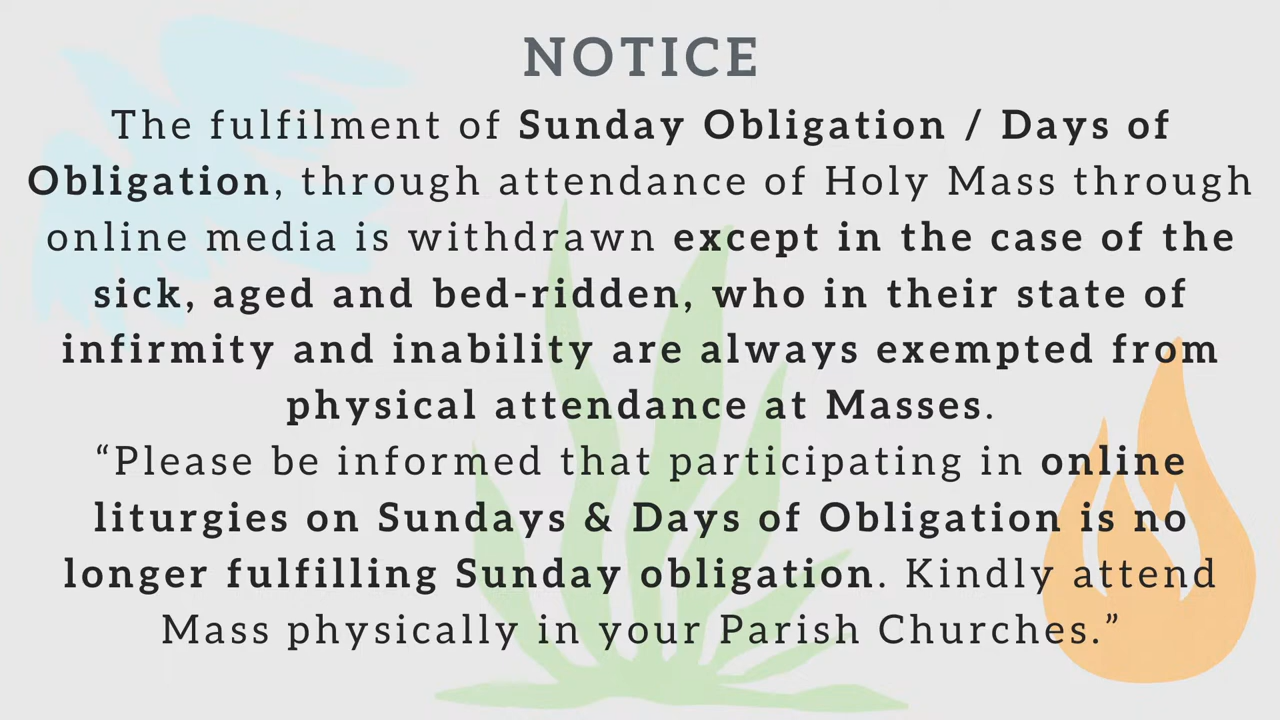 NOTICE
The fulfilment of Sunday Obligation / Days of
Obligation, through attendance of Holy Mass through
online media is withdrawn except in the case of the
sick, aged and bed-ridden, who in their state of
infirmity and inability are always exempted from
physical attendance at Masses.
“Please be informed that participating in online
liturgies on Sundays & Days of Obligation is no
longer fulfilling Sunday obligation. Kindly attend
Mass physically in your Parish Churches.”